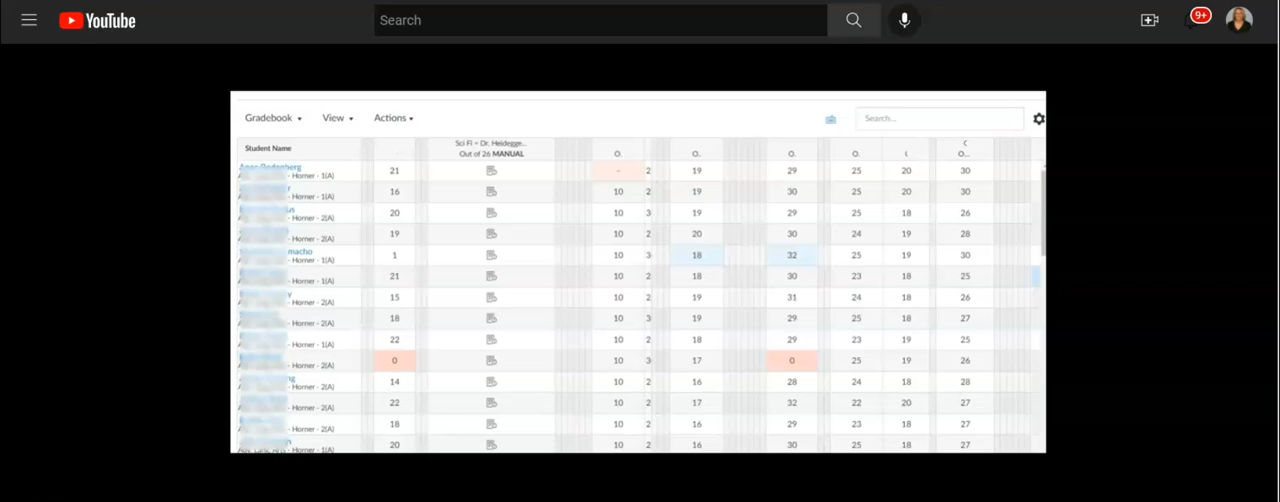 YouTube Search 9+
Gradebook View Actions Search...
Sci Fi - Dr. Heidegge...
Student Name Out of 26 MANUAL O. O.. O. O. ( O...
21 - 2 19 29 25 20 30
- Horner - 1(A)
16 10 2 19 30 25 20 30
- Horner - 1(A)
20 10 3 19 29 25 18 26
- Horner - 2(A)
19 10 2 20 30 24 19 28
- Horner - 2(A)
macho
1 10 3 18 32 25 19 30
- Horner - 1(A)
21 10 2 18 30 23 18 25
- Horner - 1(A)
15 10 2 19 31 24 18 26
- Horner - 2(A)
18 10 3 19 29 25 18 27
- Horner - 2(A)
22 10 2 18 29 23 19 25
- Horner - 1(A)
0 10 3 17 0 25 19 26
- Horner - 2(A)
14 10 2 16 28 24 18 28
- Horner - 2(A)
22 10 2 17 32 22 20 27
- Horner - 2(A)
18 10 2 16 29 23 18 27
- Horner - 2(A)
20 10 2 16 30 25 18 27
- Horner - 1(A)